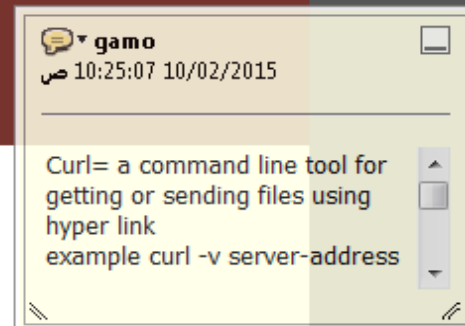 gamo
ص 10:25:07 10/02/2015
Curl= a command line tool for
getting or sending files using
hyper link
example curl -v server-address